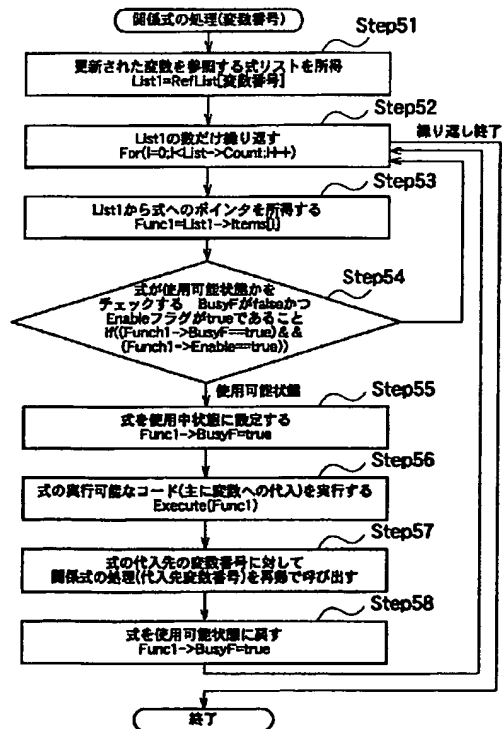 関係式の処理(変数番号)
Step51
更新された変数を参照する式リストを所得
List1=RefList[変数番号]
Step52
List1の数だけ繰り返す
For(I=0;I<List->Count;I++)
繰り返し終了
Step53
List1から式へのポインタを所得する
Func1=List1->Items[I]
Step54
式が使用可能状態かを
チェックする BusyFがfalseかつ
Enableフラグがtrueであること
If((Funch1->BusyF==true)&&
(Funch1->Enable==true))
使用可能状態
Step55
式を使用中状態に設定する
Func1->BusyF=true
Step56
式の実行可能なコード(主に変数への代入)を実行する
Execute(Func1)
Step57
式の代入先の変数番号に対して
関係式の処理(代入先変数番号)を再帰で呼び出す
Step58
式を使用可能状態に戻す
Func1->BusyF=true
終了